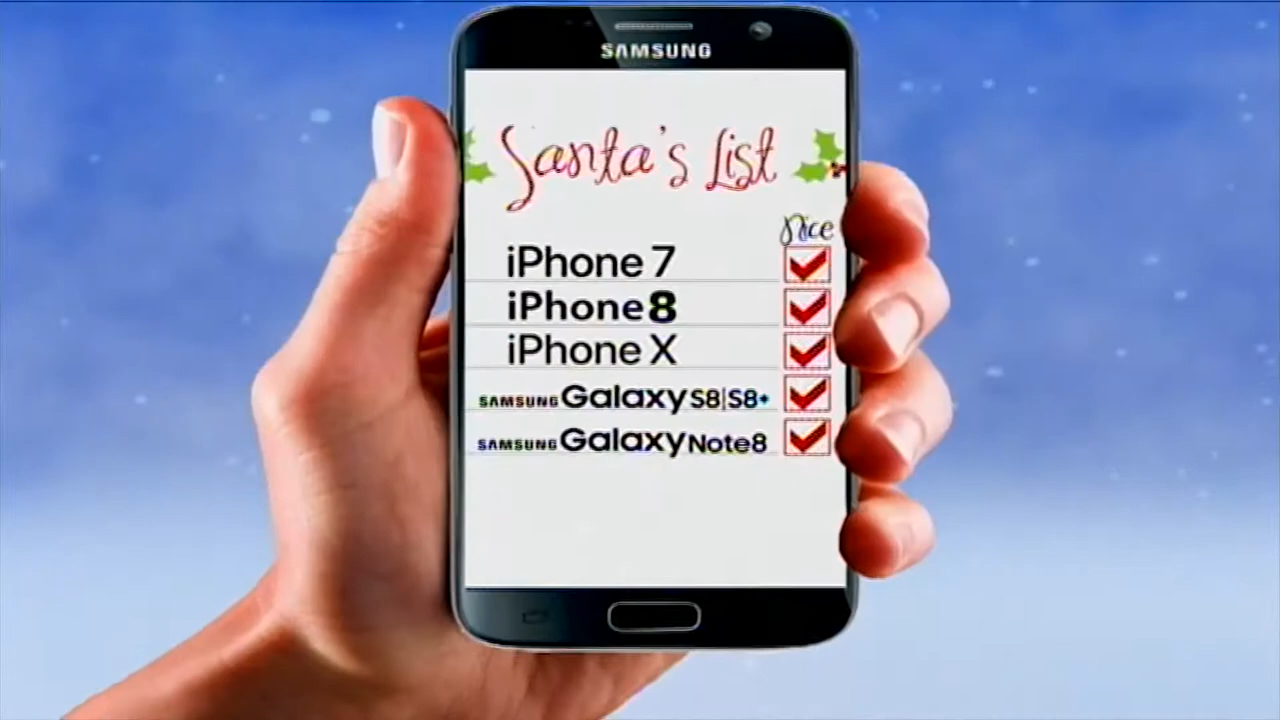 SAMSUNG
Santa's List
Nice
iPhone 7
iPhone 8
iPhone X
SAMSUNG Galaxy S8|S8+
SAMSUNG Galaxy Note8